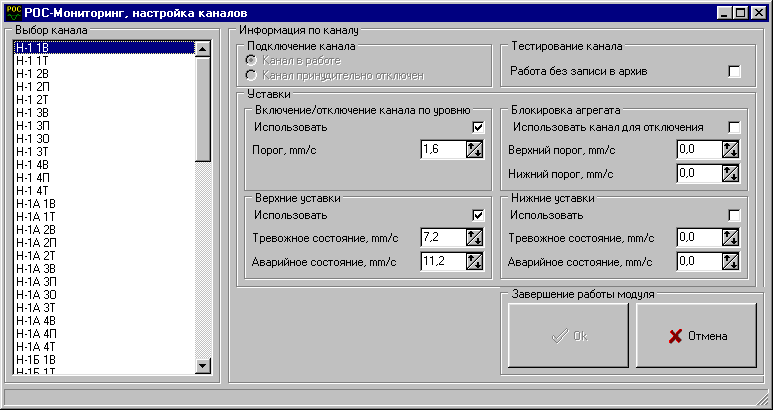 РОС
РОС-Мониторинг, настройка каналов
Выбор канала
Н-1 1В
Н-1 1Т
Н-1 2В
Н-1 2П
Н-1 2Т
Н-1 3В
Н-1 3П
Н-1 3О
Н-1 3Т
Н-1 4В
Н-1 4П
Н-1 4Т
Н-1А 1В
Н-1А 1Т
Н-1А 2В
Н-1А 2П
Н-1А 2Т
Н-1А 3В
Н-1А 3П
Н-1А 3О
Н-1А 3Т
Н-1А 4В
Н-1А 4П
Н-1А 4Т
Н-1Б 1В
Н-1Б 1Т
Информация по каналу
Подключение канала
Канал в работе
Канал принудительно отключен
Тестирование канала
Работа без записи в архив
Уставки
Включение/отключение канала по уровню
Использовать
Порог, mm/c 1,6
Блокировка агрегата
Использовать канал для отключения
Верхний порог, mm/c 0,0
Нижний порог, mm/c 0,0
Верхние уставки
Использовать
Тревожное состояние, mm/c 7,2
Аварийное состояние, mm/c 11,2
Нижние уставки
Использовать
Тревожное состояние, mm/c 0,0
Аварийное состояние, mm/c 0,0
Завершение работы модуля
Ok
Отмена